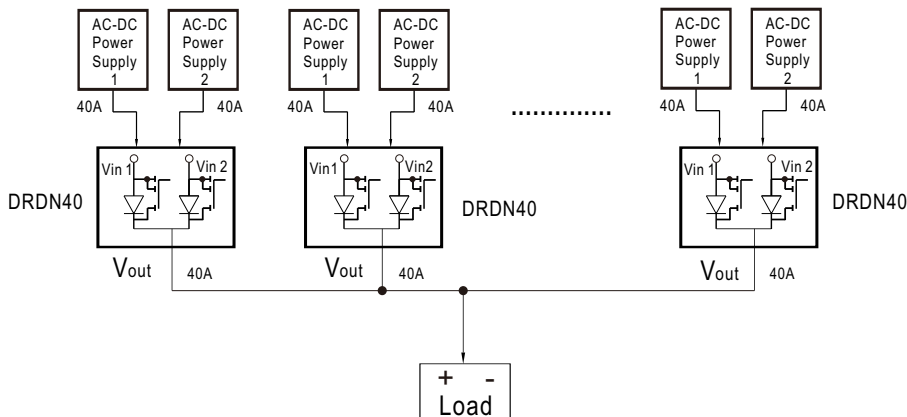 AC-DC
Power
Supply
1
AC-DC
Power
Supply
2
AC-DC
Power
Supply
1
AC-DC
Power
Supply
2
AC-DC
Power
Supply
1
AC-DC
Power
Supply
2
40A
40A
40A
40A
40A
40A
..............
Vin 1
Vin 2
Vin1
Vin2
Vin 1
Vin 2
DRDN40
DRDN40
DRDN40
Vout
40A
Vout
40A
Vout
40A
+ -
Load